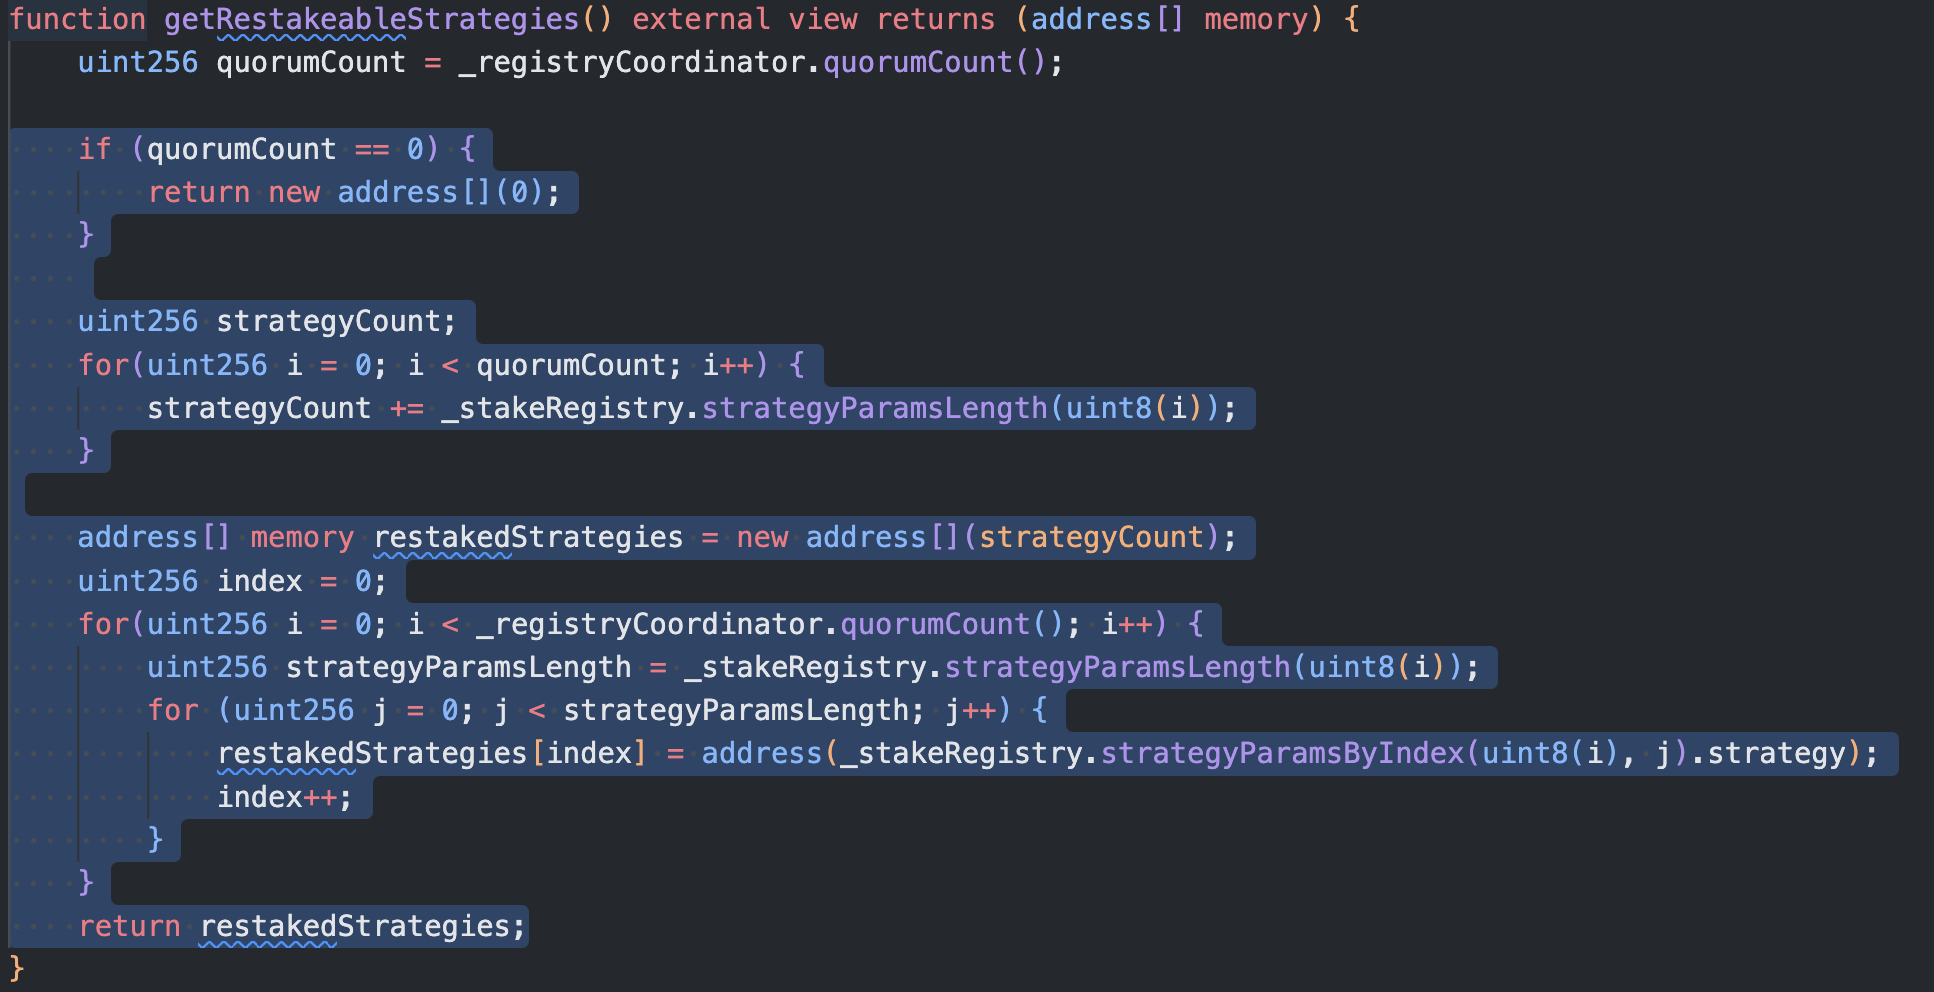 function getRestakeableStrategies() external view returns (address[] memory) {
    uint256 quorumCount = _registryCoordinator.quorumCount();

    if (quorumCount == 0) {
        return new address[](0);
    }

    uint256 strategyCount;
    for(uint256 i = 0; i < quorumCount; i++) {
        strategyCount += _stakeRegistry.strategyParamsLength(uint8(i));
    }

    address[] memory restakedStrategies = new address[](strategyCount);
    uint256 index = 0;
    for(uint256 i = 0; i < _registryCoordinator.quorumCount(); i++) {
        uint256 strategyParamsLength = _stakeRegistry.strategyParamsLength(uint8(i));
        for (uint256 j = 0; j < strategyParamsLength; j++) {
            restakedStrategies[index] = address(_stakeRegistry.strategyParamsByIndex(uint8(i), j).strategy);
            index++;
        }
    }
    return restakedStrategies;
}